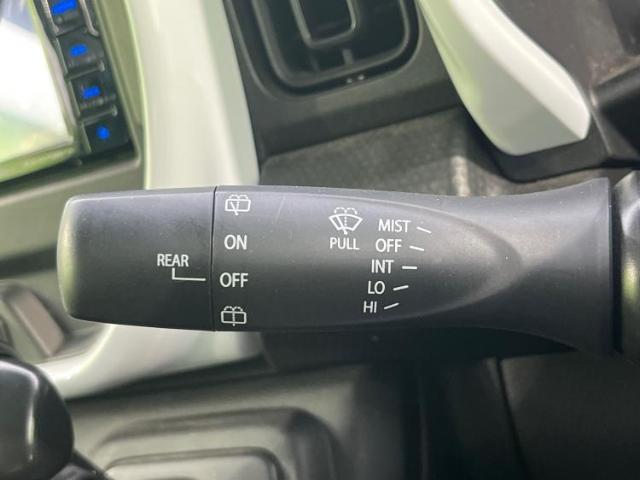 REAR
ON
OFF
PULL
MIST
OFF
INT
LO
HI